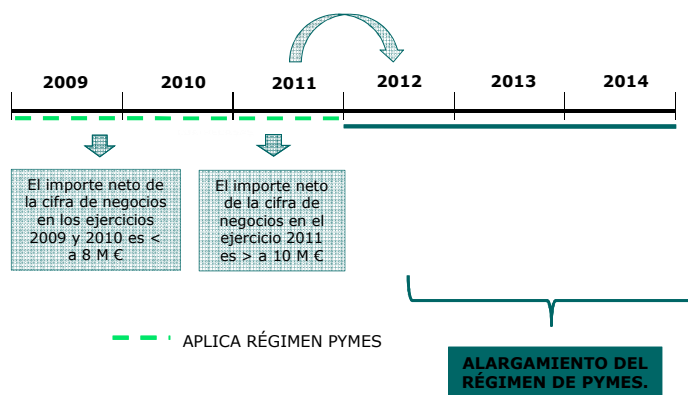 2009 2010 2011 2012 2013 2014
El importe neto de
la cifra de negocios
en los ejercicios
2009 y 2010 es <
a 8 M €
El importe neto
de la cifra de
negocios en el
ejercicio 2011
es > a 10 M €
APLICA RÉGIMEN PYMES
ALARGAMIENTO DEL
RÉGIMEN DE PYMES.